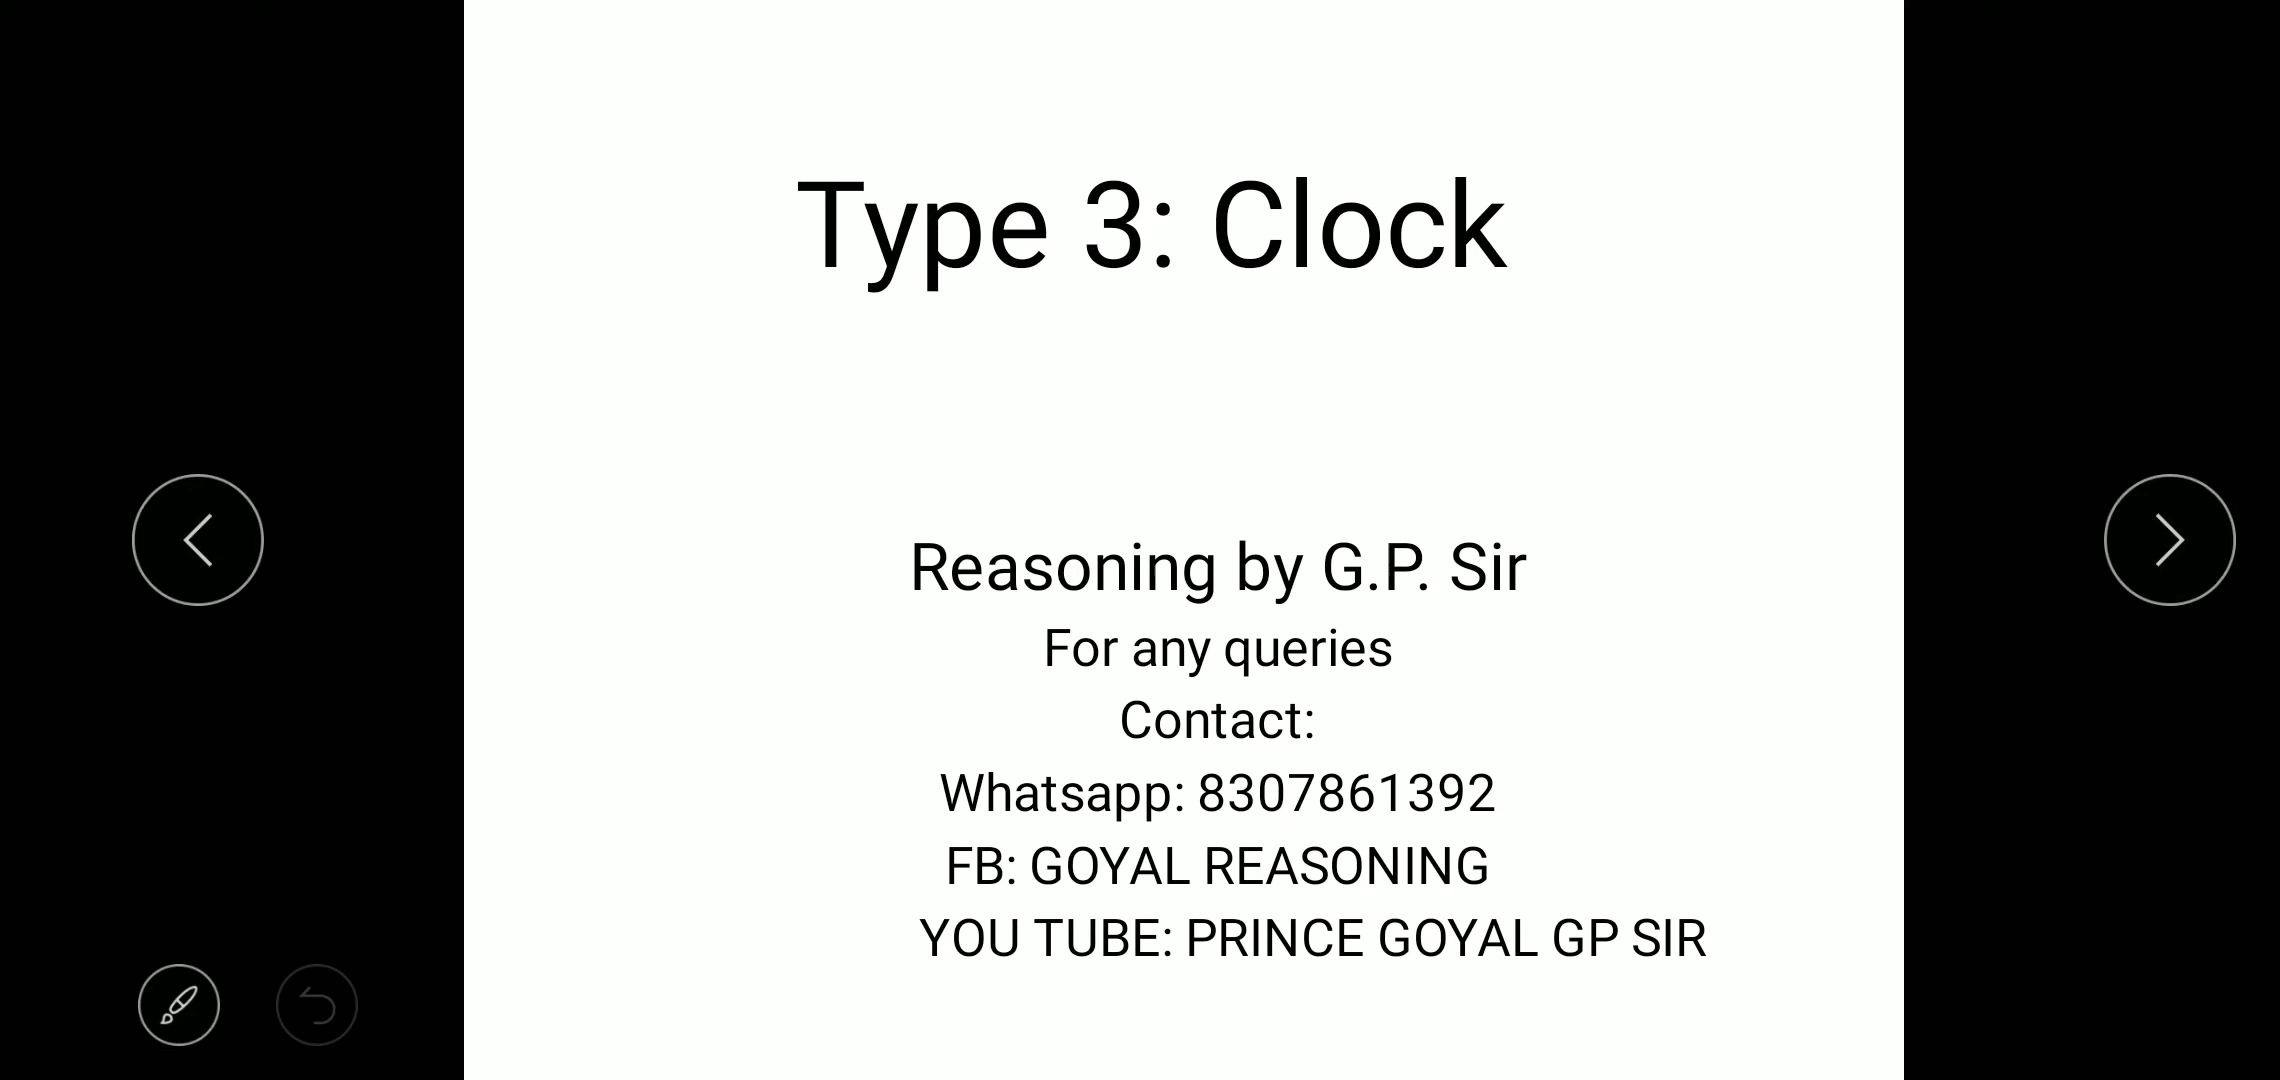 Type 3: Clock
Reasoning by G.P. Sir
For any queries
Contact:
Whatsapp: 8307861392
FB: GOYAL REASONING
YOU TUBE: PRINCE GOYAL GP SIR